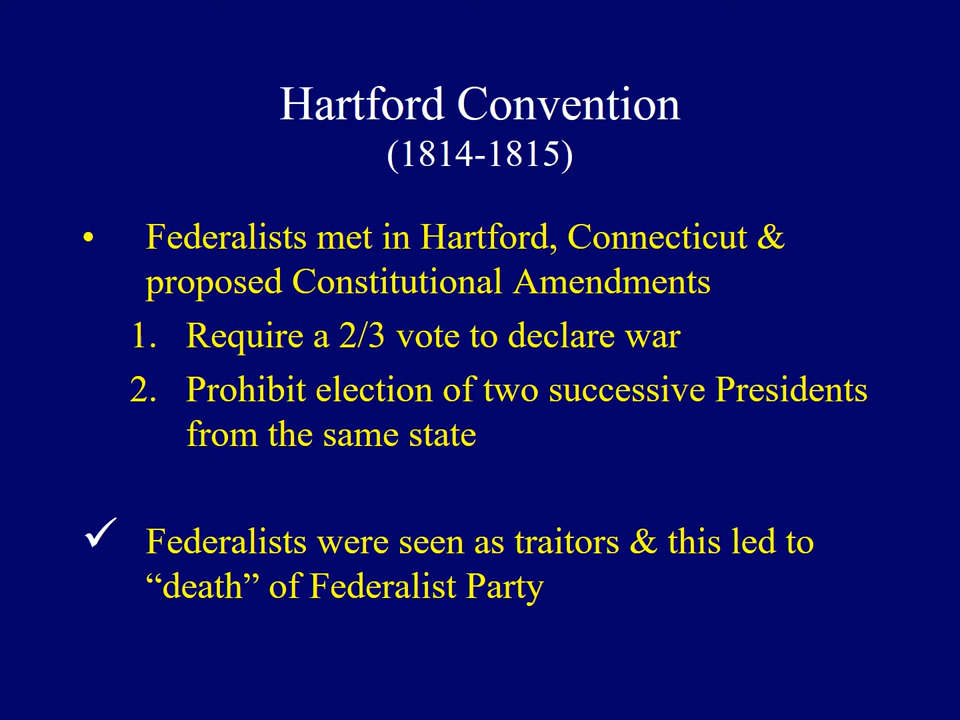 Hartford Convention
(1814-1815)
• Federalists met in Hartford, Connecticut &
proposed Constitutional Amendments
1. Require a 2/3 vote to declare war
2. Prohibit election of two successive Presidents
from the same state
✓ Federalists were seen as traitors & this led to
“death” of Federalist Party